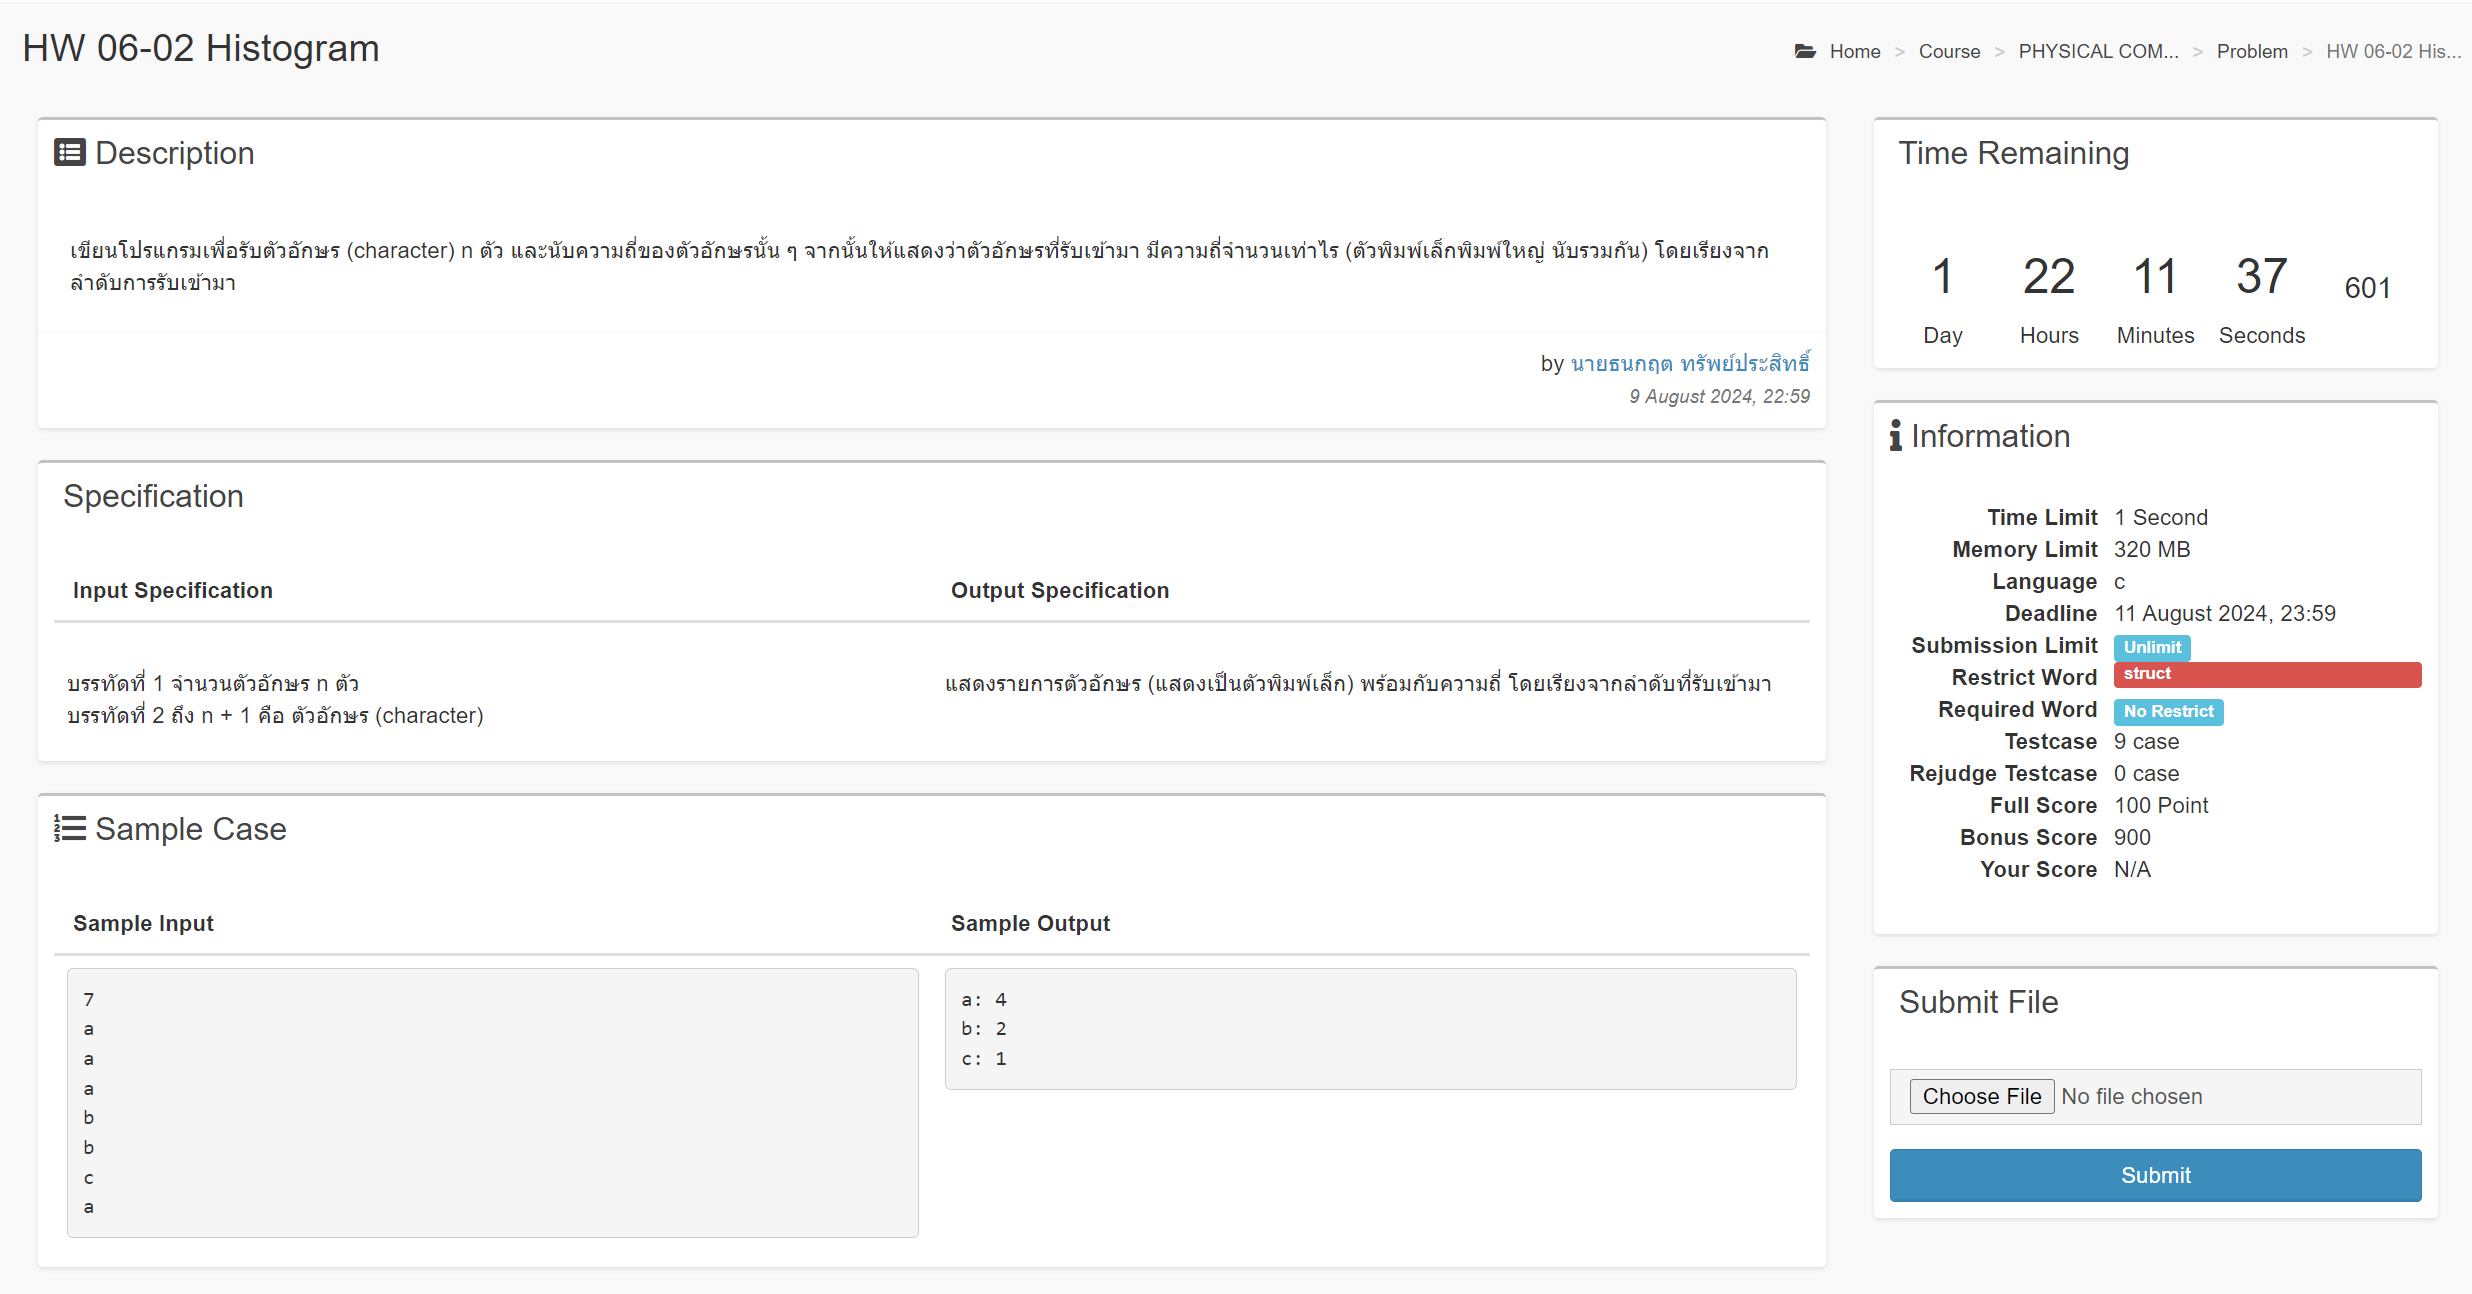 HW 06-02 Histogram
Home > Course > PHYSICAL COM... > Problem > HW 06-02 His...
Description
เขียนโปรแกรมเพื่อรับตัวอักษร (character) n ตัว และนับความถี่ของตัวอักษรนั้น ๆ จากนั้นให้แสดงว่าตัวอักษรที่รับเข้ามา มีความถี่จำนวนเท่าไร (ตัวพิมพ์เล็กพิมพ์ใหญ่ นับรวมกัน) โดยเรียงจาก
ลำดับการรับเข้ามา
by นายธนกฤต ทรัพย์ประสิทธิ์
9 August 2024, 22:59
Specification
Input Specification
Output Specification
บรรทัดที่ 1 จำนวนตัวอักษร n ตัว
บรรทัดที่ 2 ถึง n + 1 คือ ตัวอักษร (character)
แสดงรายการตัวอักษร (แสดงเป็นตัวพิมพ์เล็ก) พร้อมกับความถี่ โดยเรียงจากลำดับที่รับเข้ามา
Sample Case
Sample Input
Sample Output
7
a
a
a
b
b
c
a
a: 4
b: 2
c: 1
Time Remaining
1 22 11 37 601
Day Hours Minutes Seconds
Information
Time Limit 1 Second
Memory Limit 320 MB
Language c
Deadline 11 August 2024, 23:59
Submission Limit Unlimit
Restrict Word struct
Required Word No Restrict
Testcase 9 case
Rejudge Testcase 0 case
Full Score 100 Point
Bonus Score 900
Your Score N/A
Submit File
Choose File No file chosen
Submit